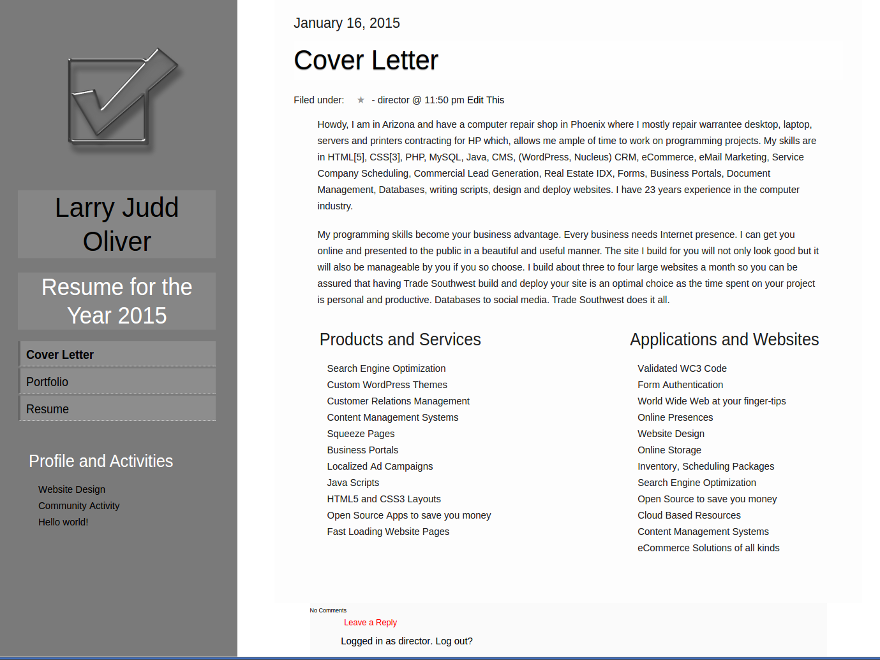 Larry Judd
Oliver
Resume for the
Year 2015
Cover Letter
Portfolio
Resume
Profile and Activities
Website Design
Community Activity
Hello world!
January 16, 2015
Cover Letter
Filed under: ★ - director @ 11:50 pm Edit This
Howdy, I am in Arizona and have a computer repair shop in Phoenix where I mostly repair warrantee desktop, laptop,
servers and printers contracting for HP which, allows me ample of time to work on programming projects. My skills are
in HTML[5], CSS[3], PHP, MySQL, Java, CMS, (WordPress, Nucleus) CRM, eCommerce, eMail Marketing, Service
Company Scheduling, Commercial Lead Generation, Real Estate IDX, Forms, Business Portals, Document
Management, Databases, writing scripts, design and deploy websites. I have 23 years experience in the computer
industry.
My programming skills become your business advantage. Every business needs Internet presence. I can get you
online and presented to the public in a beautiful and useful manner. The site I build for you will not only look good but it
will also be manageable by you if you so choose. I build about three to four large websites a month so you can be
assured that having Trade Southwest build and deploy your site is an optimal choice as the time spent on your project
is personal and productive. Databases to social media. Trade Southwest does it all.
Products and Services
Search Engine Optimization
Custom WordPress Themes
Customer Relations Management
Content Management Systems
Squeeze Pages
Business Portals
Localized Ad Campaigns
Java Scripts
HTML5 and CSS3 Layouts
Open Source Apps to save you money
Fast Loading Website Pages
Applications and Websites
Validated WC3 Code
Form Authentication
World Wide Web at your finger-tips
Online Presences
Website Design
Online Storage
Inventory, Scheduling Packages
Search Engine Optimization
Open Source to save you money
Cloud Based Resources
Content Management Systems
eCommerce Solutions of all kinds
No Comments
Leave a Reply
Logged in as director. Log out?